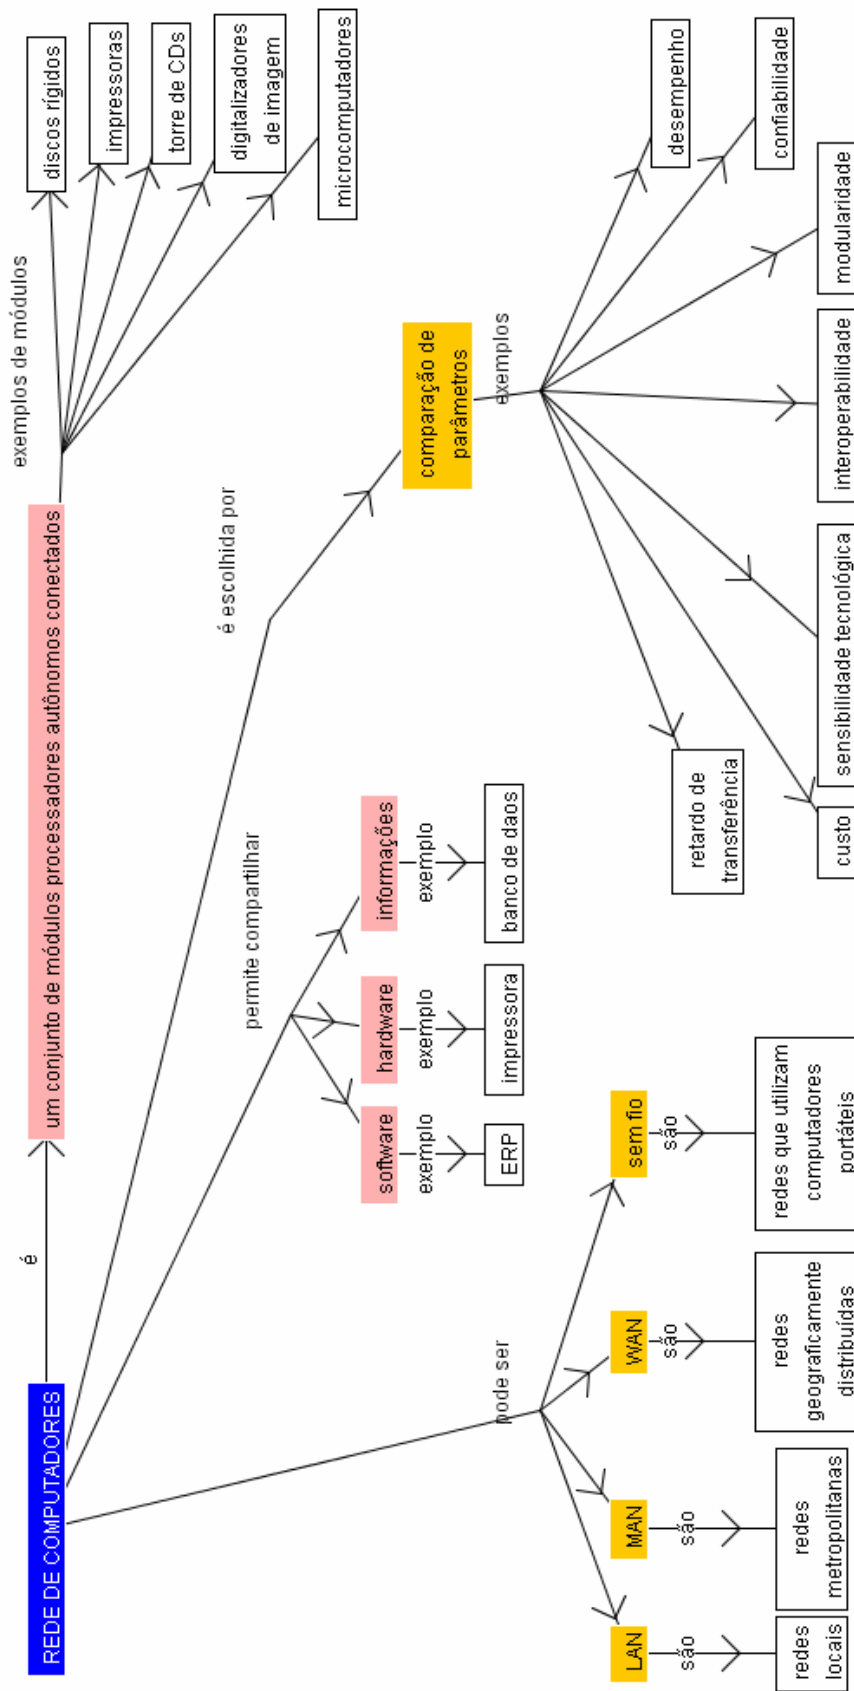 REDE DE COMPUTADORES
é
um conjunto de módulos processadores autônomos conectados
exemplos de módulos
discos rígidos
impressoras
torre de CDs
digitalizadores
de imagem
microcomputadores
é escolhida por
comparação de
parâmetros
exemplos
retardo de
transferência
custo
sensibilidade tecnológica
interoperabilidade
modularidade
confiabilidade
desempenho
permite compartilhar
software
exemplo
ERP
hardware
exemplo
impressora
informações
exemplo
banco de daos
pode ser
LAN
são
redes
locais
MAN
são
redes
metropolitanas
WAN
são
redes
geograficamente
distribuídas
sem fio
são
redes que utilizam
computadores
portáteis